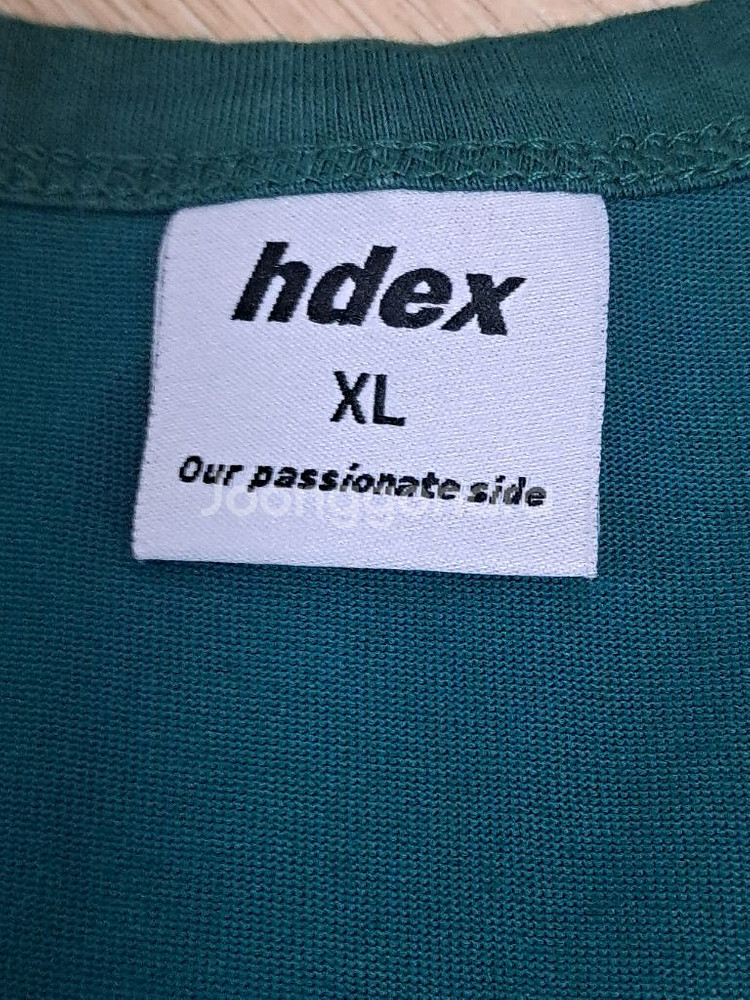 hdex
XL
Our passionate side